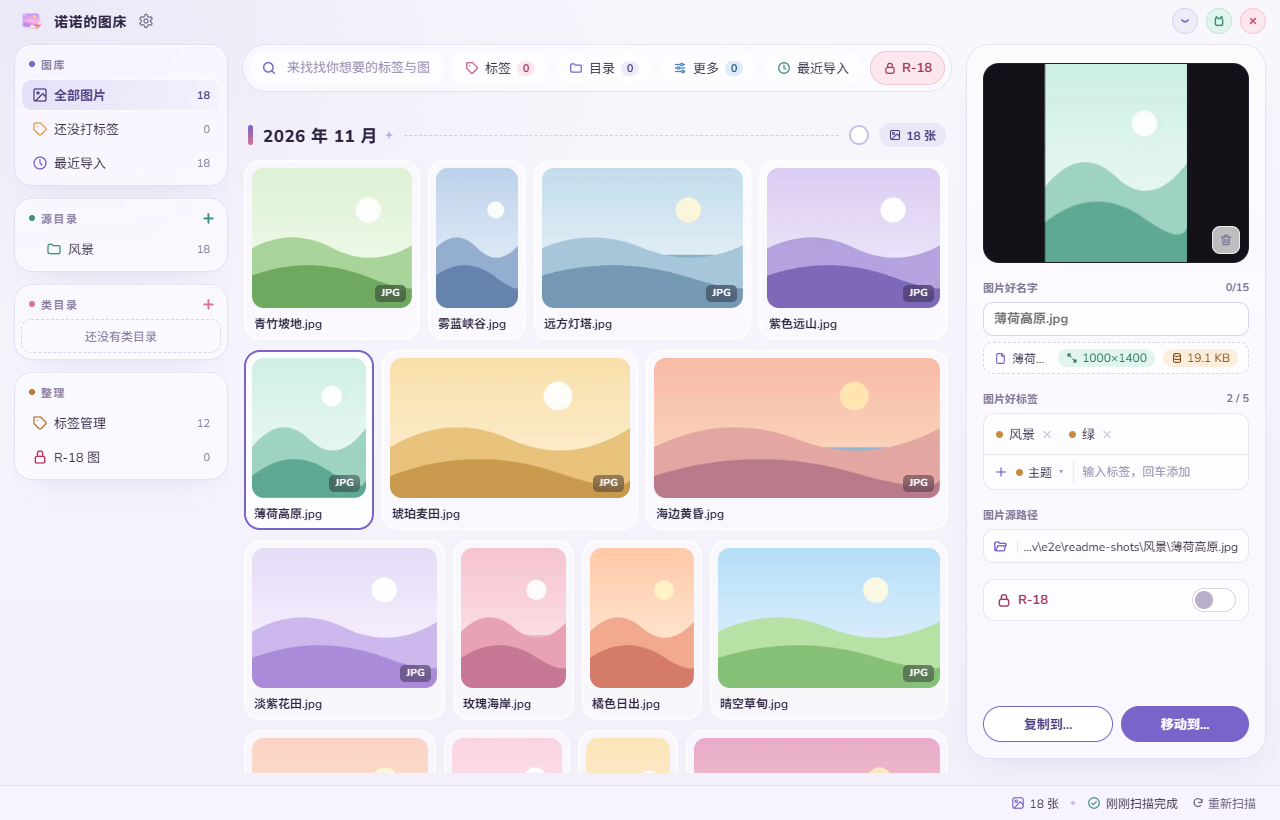 诺诺的图床
图库
全部图片 18
还没打标签 0
最近导入 18
源目录
风景 18
类目录
还没有类目录
整理
标签管理 12
R-18 图 0
来找找你想要的标签与图
标签 0
目录 0
更多 0
最近导入
R-18
2026 年 11 月
18 张
JPG
青竹坡地.jpg
雾蓝峡谷.jpg
JPG
远方灯塔.jpg
JPG
紫色远山.jpg
JPG
薄荷高原.jpg
JPG
琥珀麦田.jpg
JPG
海边黄昏.jpg
JPG
淡紫花田.jpg
玫瑰海岸.jpg
橘色日出.jpg
JPG
晴空草甸.jpg
图片好名字 0/15
薄荷高原.jpg
薄荷... 1000×1400 19.1 KB
图片好标签 2 / 5
风景 绿
主题 输入标签，回车添加
图片源路径
...v\e2e\readme-shots\风景\薄荷高原.jpg
R-18
复制到...
移动到...
18 张 刚刚扫描完成 重新扫描